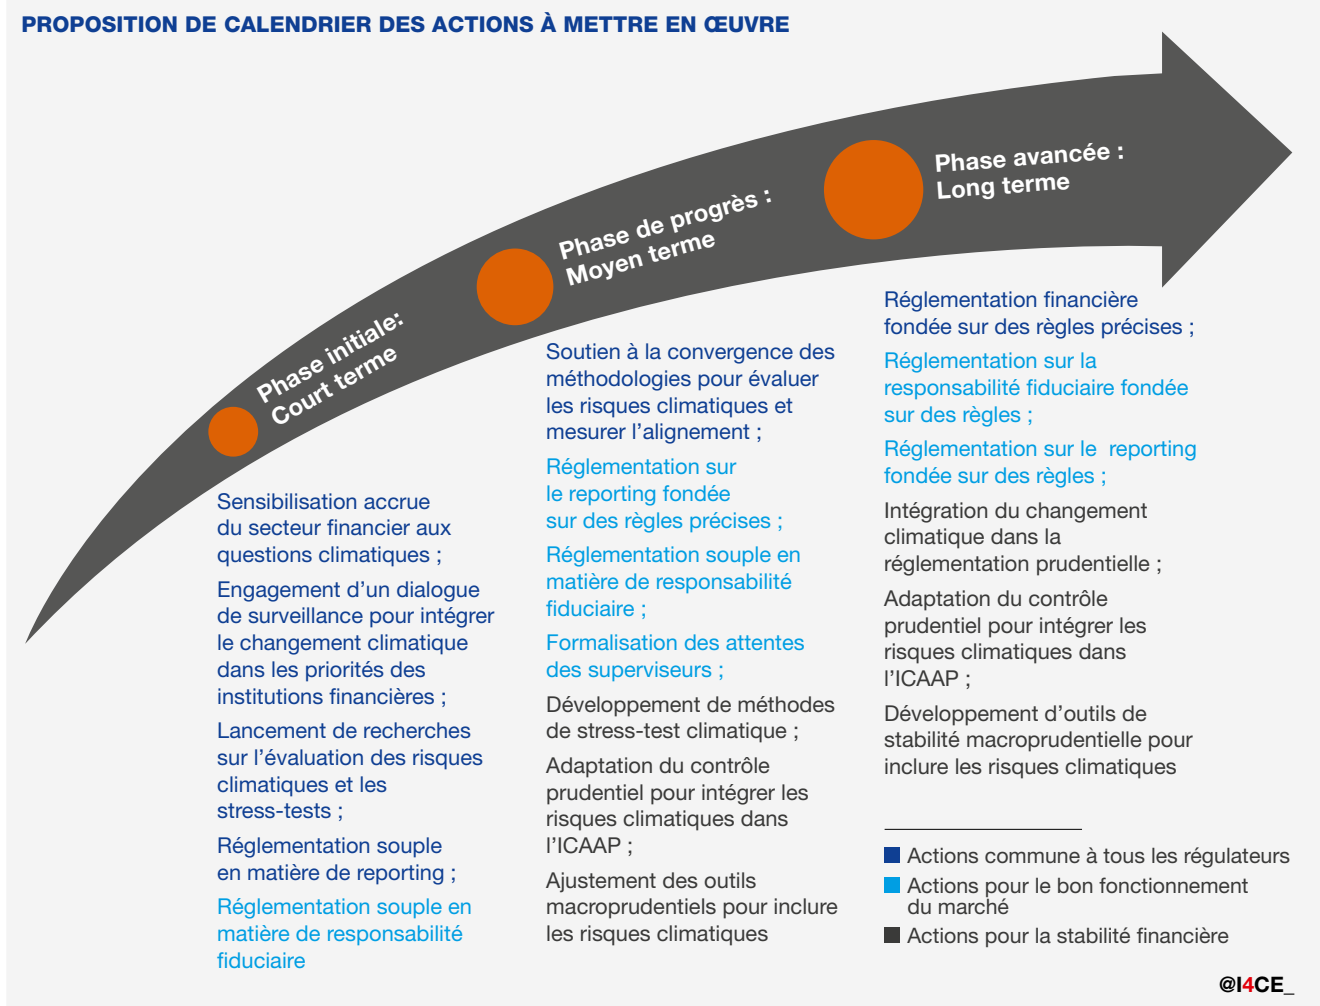 PROPOSITION DE CALENDRIER DES ACTIONS À METTRE EN ŒUVRE
Phase initiale:
Court terme
Phase de progrès :
Moyen terme
Phase avancée :
Long terme
Sensibilisation accrue
du secteur financier aux
questions climatiques ;
Engagement d’un dialogue
de surveillance pour intégrer
le changement climatique
dans les priorités des
institutions financières ;
Lancement de recherches
sur l’évaluation des risques
climatiques et les
stress-tests ;
Réglementation souple
en matière de reporting ;
Réglementation souple en
matière de responsabilité
fiduciaire
Soutien à la convergence des
méthodologies pour évaluer
les risques climatiques et
mesurer l’alignement ;
Réglementation sur
le reporting fondée
sur des règles précises ;
Réglementation souple en
matière de responsabilité
fiduciaire ;
Formalisation des attentes
des superviseurs ;
Développement de méthodes
de stress-test climatique ;
Adaptation du contrôle
prudentiel pour intégrer les
risques climatiques dans
l’ICAAP ;
Ajustement des outils
macroprudentiels pour inclure
les risques climatiques
Réglementation financière
fondée sur des règles précises ;
Réglementation sur la
responsabilité fiduciaire fondée
sur des règles ;
Réglementation sur le reporting
fondée sur des règles ;
Intégration du changement
climatique dans la
réglementation prudentielle ;
Adaptation du contrôle
prudentiel pour intégrer les
risques climatiques dans
l’ICAAP ;
Développement d’outils de
stabilité macroprudentielle pour
inclure les risques climatiques
Actions commune à tous les régulateurs
Actions pour le bon fonctionnement
du marché
Actions pour la stabilité financière
@I4CE_